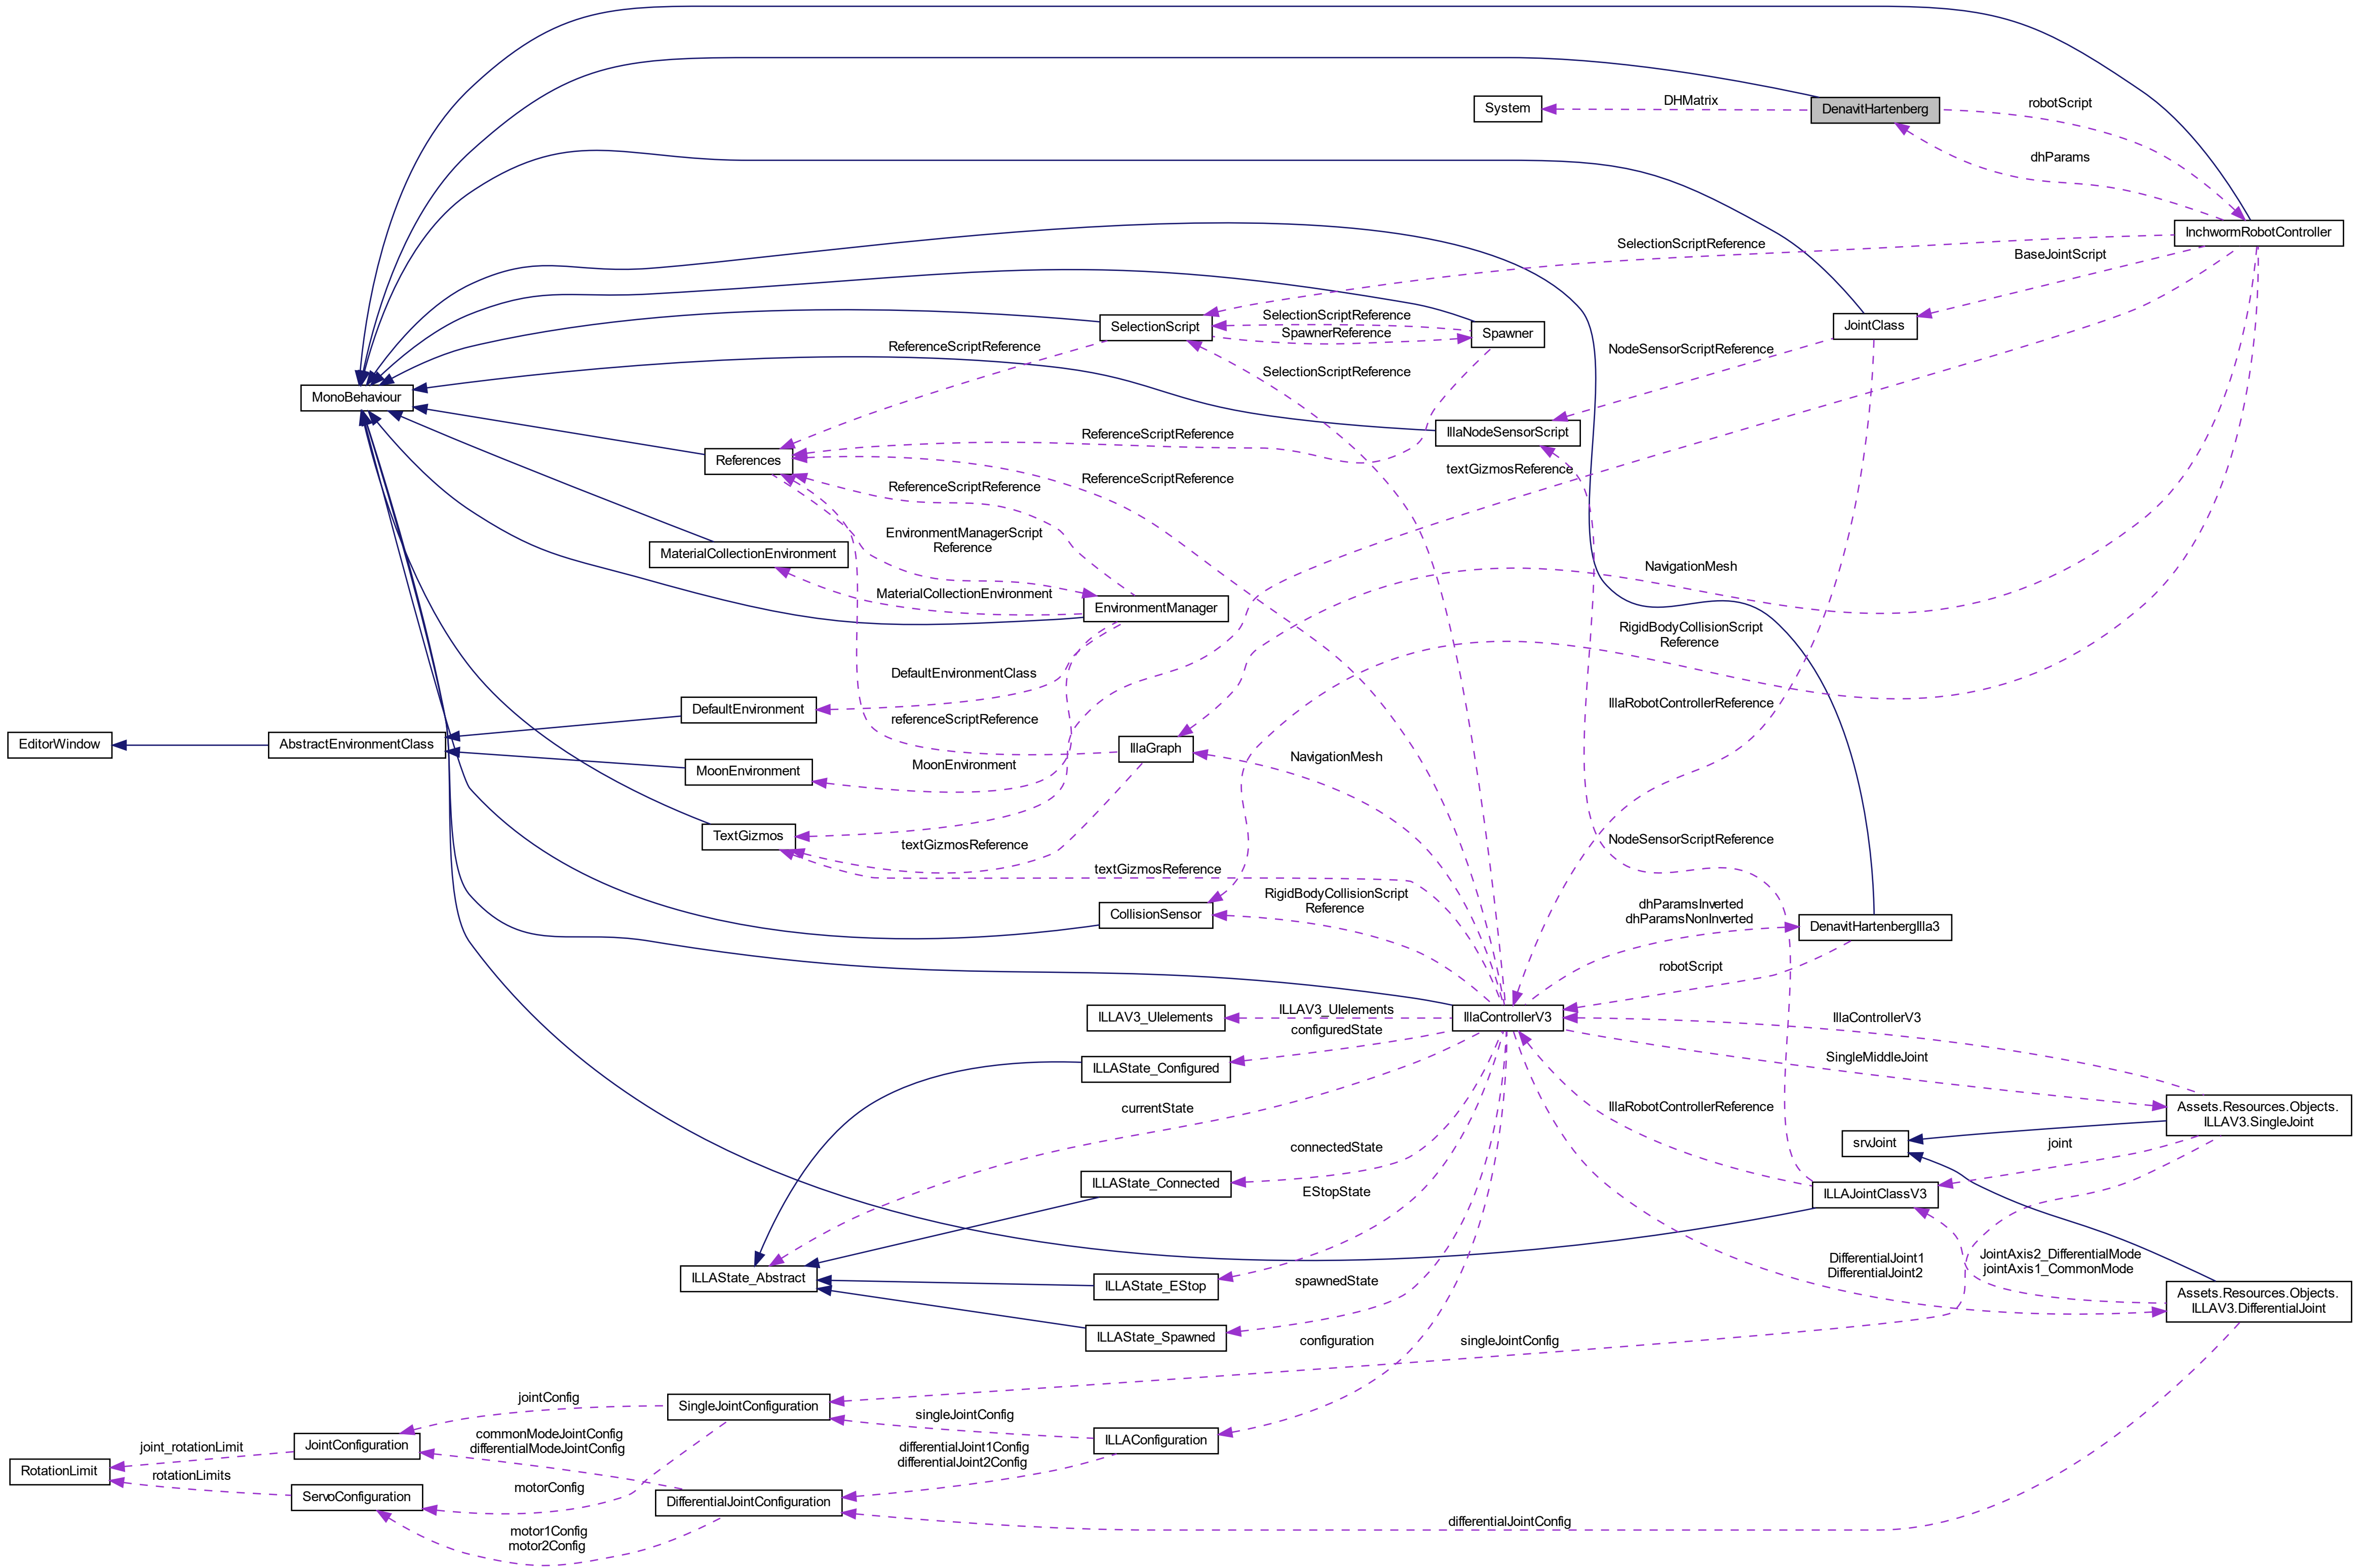 DHMatrix
robotScript
System
DenavitHartenberg
dhParams
InchwormRobotController
SelectionScriptReference
BaseJointScript
SelectionScript
SelectionScriptReference
SpawnerReference
Spawner
JointClass
ReferenceScriptReference
NodeSensorScriptReference
SelectionScriptReference
MonoBehaviour
IllaNodeSensorScript
ReferenceScriptReference
References
textGizmosReference
ReferenceScriptReference
ReferenceScriptReference
EnvironmentManagerScript
Reference
MaterialCollectionEnvironment
NavigationMesh
MaterialCollectionEnvironment
EnvironmentManager
RigidBodyCollisionScript
Reference
DefaultEnvironmentClass
IllaRobotControllerReference
DefaultEnvironment
referenceScriptReference
EditorWindow
AbstractEnvironmentClass
IllaGraph
NavigationMesh
MoonEnvironment
MoonEnvironment
TextGizmos
textGizmosReference
NodeSensorScriptReference
textGizmosReference
RigidBodyCollisionScript
Reference
CollisionSensor
dhParamsInverted
dhParamsNonInverted
DenavitHartenbergIlla3
robotScript
ILLAV3_UIelements
ILLAV3_UIelements
IllaControllerV3
IllaControllerV3
configuredState
ILLAState_Configured
SingleMiddleJoint
currentState
IllaRobotControllerReference
Assets.Resources.Objects.
ILLAV3.SingleJoint
connectedState
srvJoint
joint
ILLAState_Connected
EStopState
ILLAJointClassV3
ILLAState_Abstract
ILLAState_EStop
spawnedState
DifferentialJoint1
DifferentialJoint2
JointAxis2_DifferentialMode
jointAxis1_CommonMode
Assets.Resources.Objects.
ILLAV3.DifferentialJoint
ILLAState_Spawned
configuration
singleJointConfig
jointConfig
SingleJointConfiguration
singleJointConfig
joint_rotationLimit
JointConfiguration
commonModeJointConfig
differentialModeJointConfig
differentialJoint1Config
differentialJoint2Config
ILLAConfiguration
RotationLimit
rotationLimits
ServoConfiguration
motorConfig
DifferentialJointConfiguration
differentialJointConfig
motor1Config
motor2Config